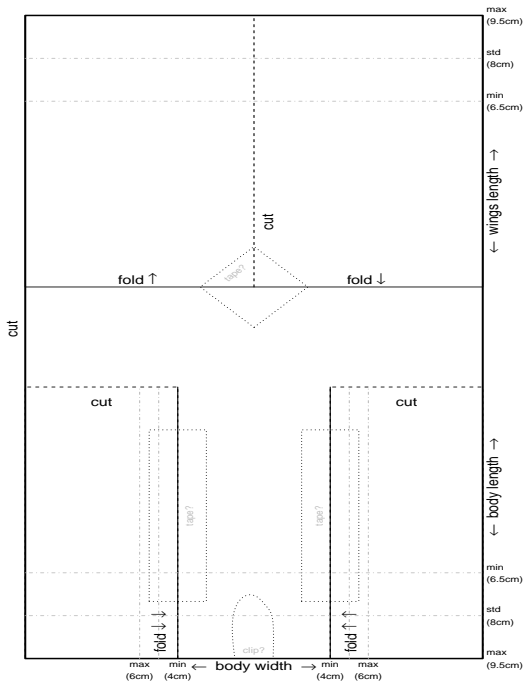 max
(9.5cm)
std
(8cm)
min
(6.5cm)
← wings length →
cut
tape?
fold ↑
fold ↓
cut
cut
cut
← body length →
tape?
tape?
min
(6.5cm)
std
(8cm)
fold
fold
clip?
max
(9.5cm)
max
(6cm)
min
(4cm)
← body width →
min
(4cm)
max
(6cm)